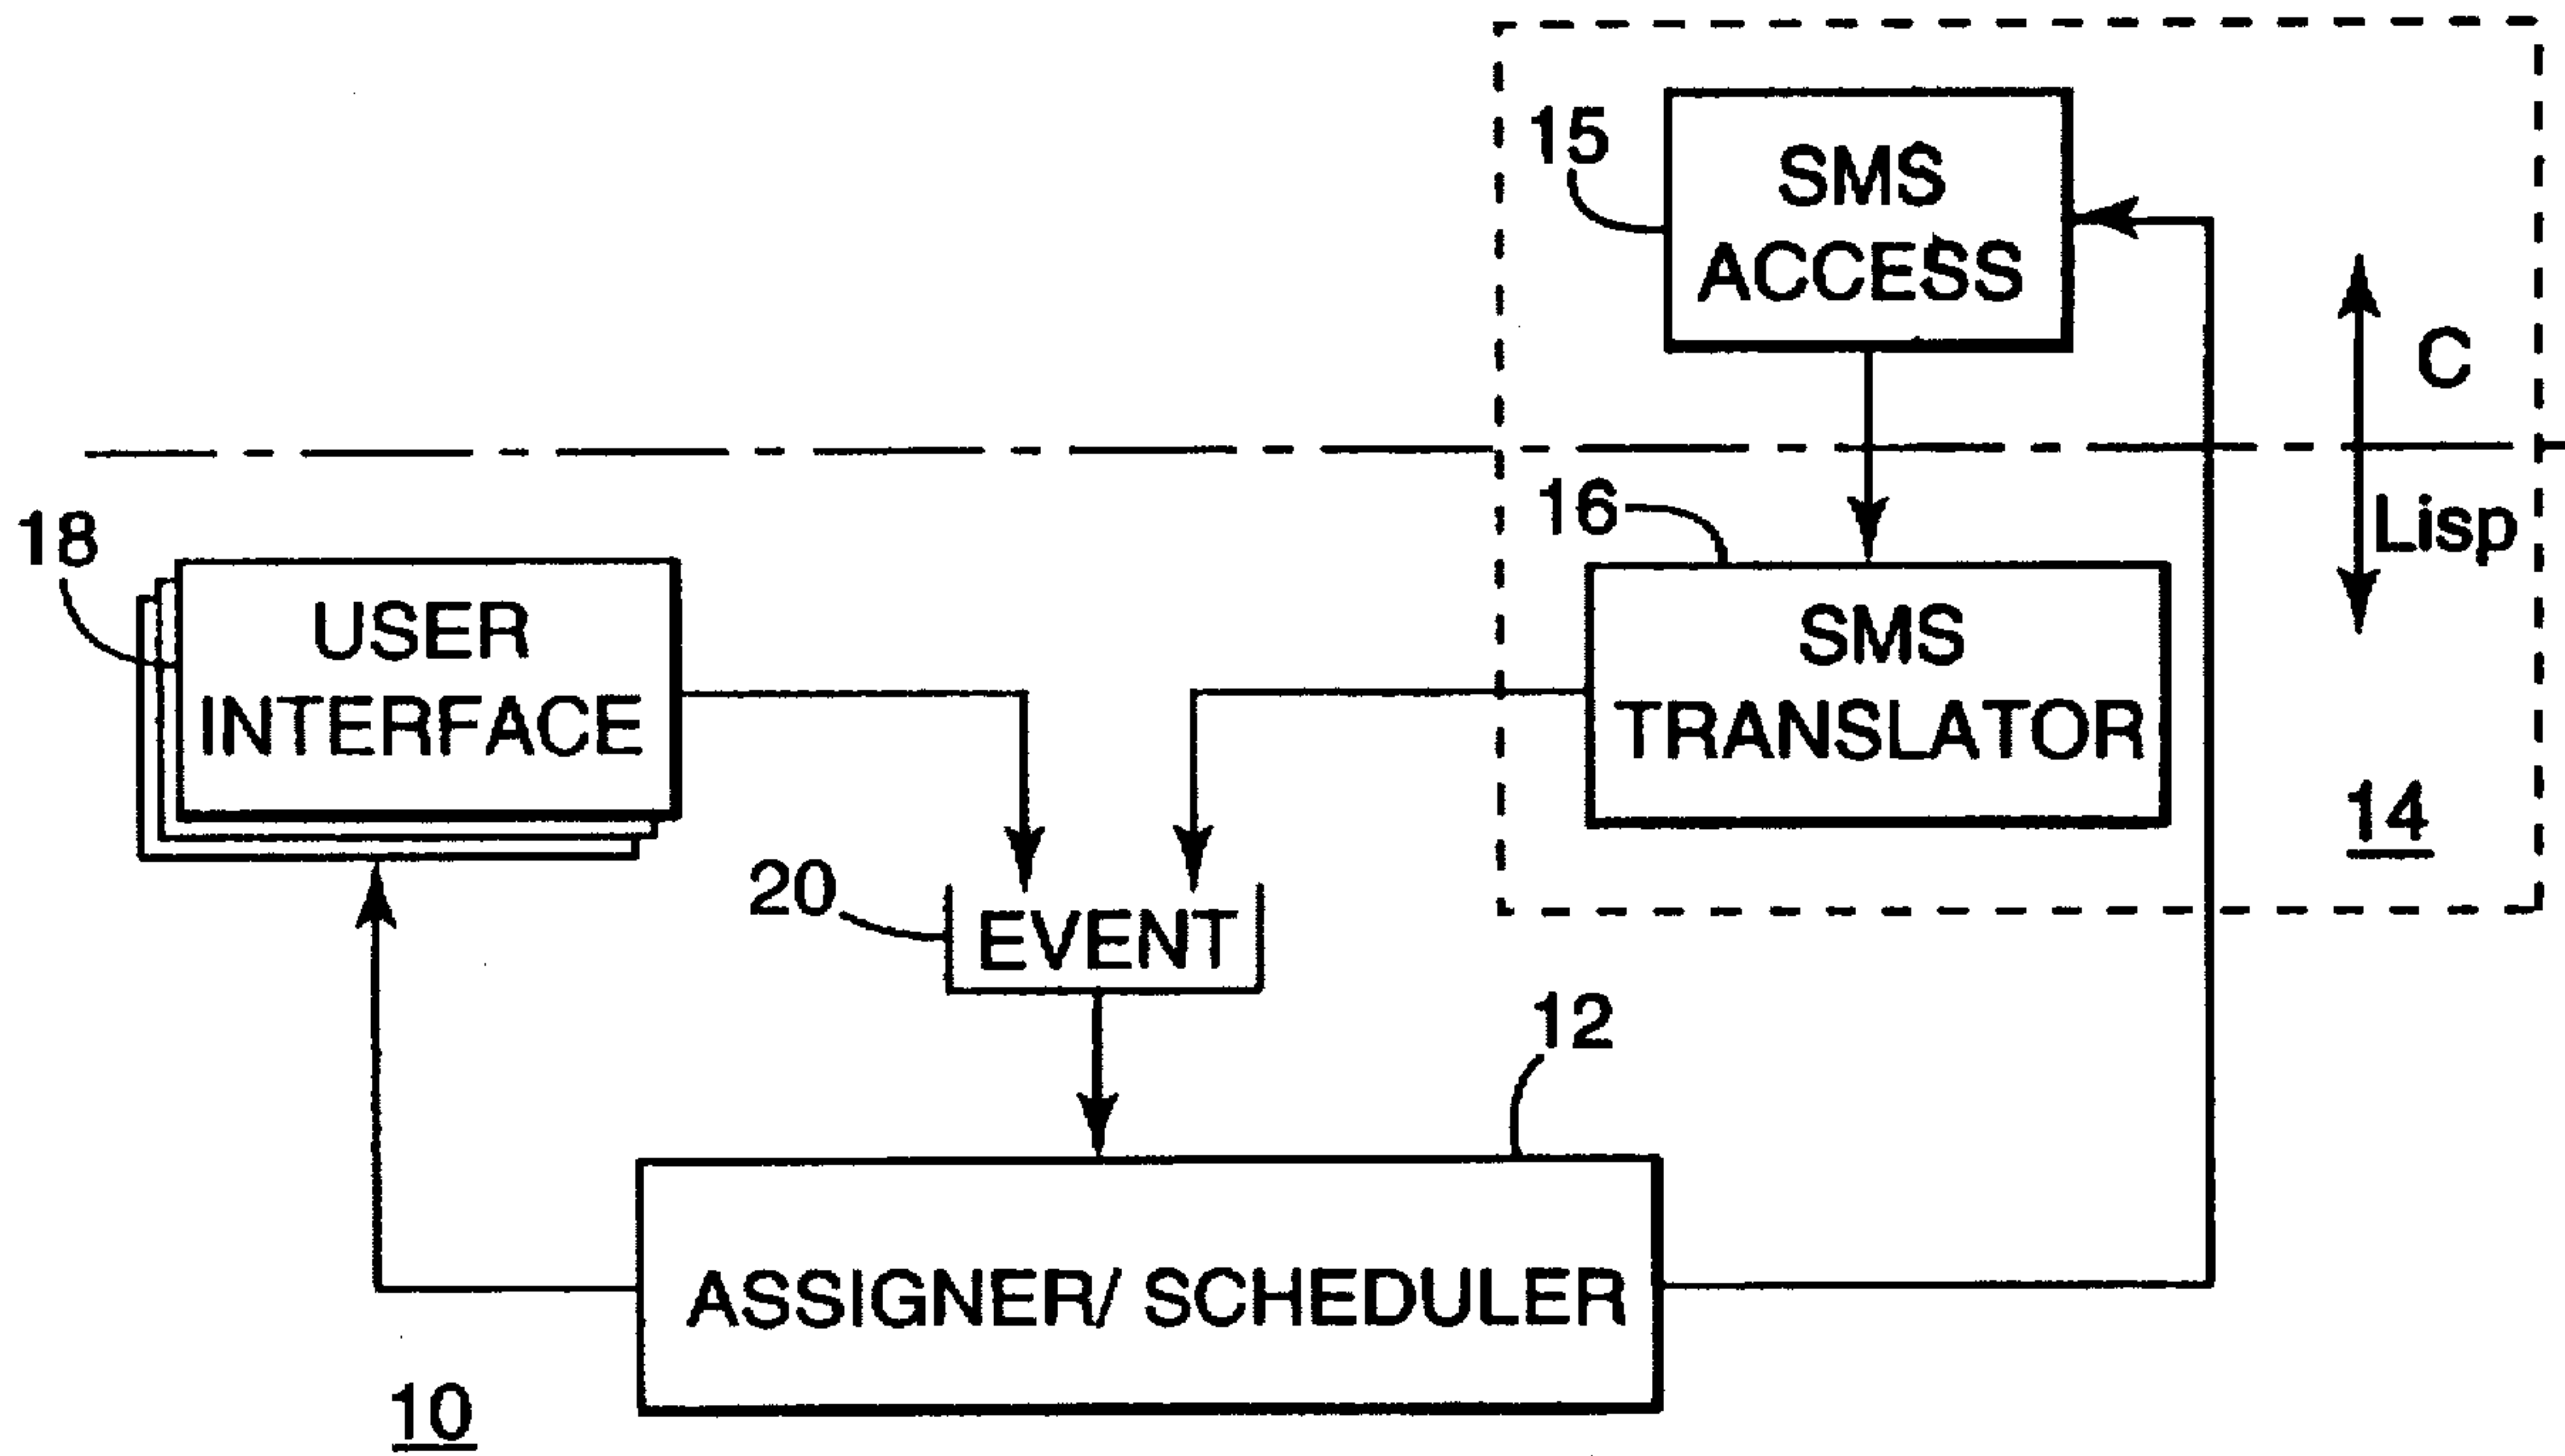 15
SMS
ACCESS
C
Lisp
16
18
USER
INTERFACE
SMS
TRANSLATOR
14
20
EVENT
12
ASSIGNER/ SCHEDULER
10